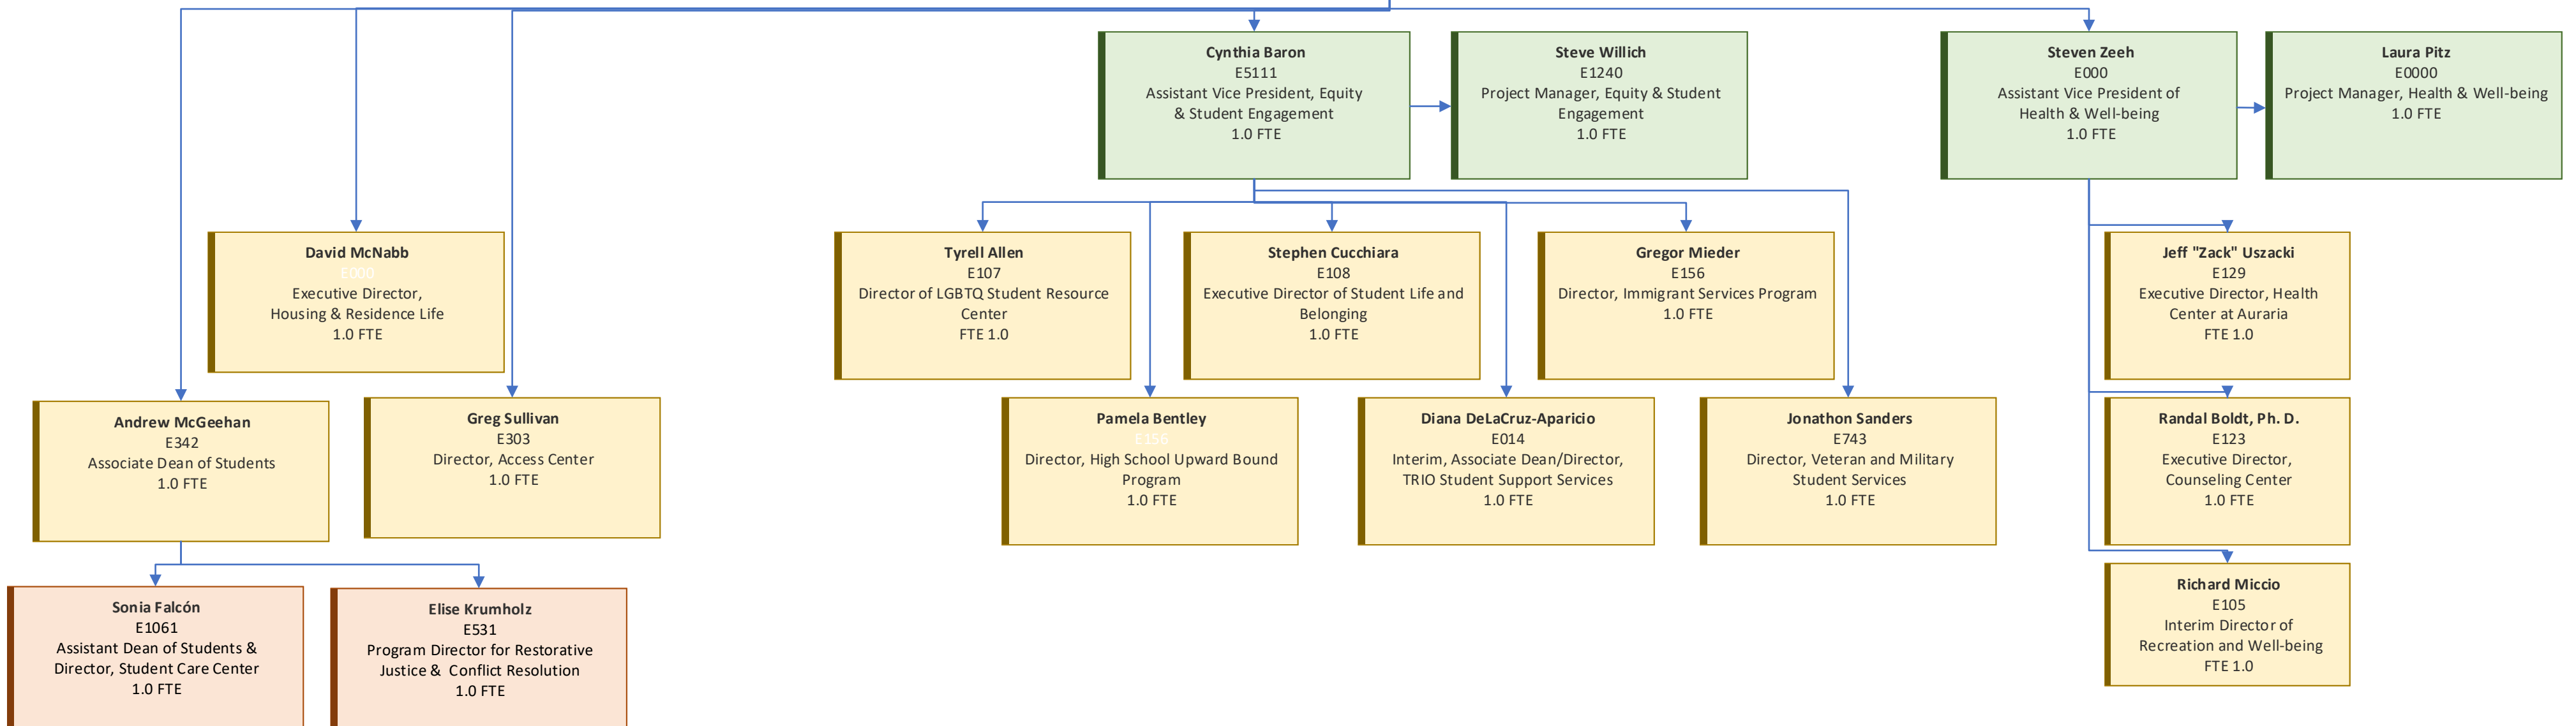 Cynthia Baron
E5111
Assistant Vice President, Equity
& Student Engagement
1.0 FTE
Steve Willich
E1240
Project Manager, Equity & Student
Engagement
1.0 FTE
Steven Zeeh
E000
Assistant Vice President of
Health & Well-being
1.0 FTE
Laura Pitz
E0000
Project Manager, Health & Well-being
1.0 FTE
David McNabb
E000
Executive Director,
Housing & Residence Life
1.0 FTE
Tyrell Allen
E107
Director of LGBTQ Student Resource
Center
FTE 1.0
Stephen Cucchiara
E108
Executive Director of Student Life and
Belonging
1.0 FTE
Gregor Mieder
E156
Director, Immigrant Services Program
1.0 FTE
Jeff "Zack" Uszacki
E129
Executive Director, Health
Center at Auraria
FTE 1.0
Andrew McGeehan
E342
Associate Dean of Students
1.0 FTE
Greg Sullivan
E303
Director, Access Center
1.0 FTE
Pamela Bentley
E156
Director, High School Upward Bound
Program
1.0 FTE
Diana DeLaCruz-Aparicio
E014
Interim, Associate Dean/Director,
TRIO Student Support Services
1.0 FTE
Jonathon Sanders
E743
Director, Veteran and Military
Student Services
1.0 FTE
Randal Boldt, Ph. D.
E123
Executive Director,
Counseling Center
1.0 FTE
Sonia Falcón
E1061
Assistant Dean of Students &
Director, Student Care Center
1.0 FTE
Elise Krumholz
E531
Program Director for Restorative
Justice & Conflict Resolution
1.0 FTE
Richard Miccio
E105
Interim Director of
Recreation and Well-being
FTE 1.0